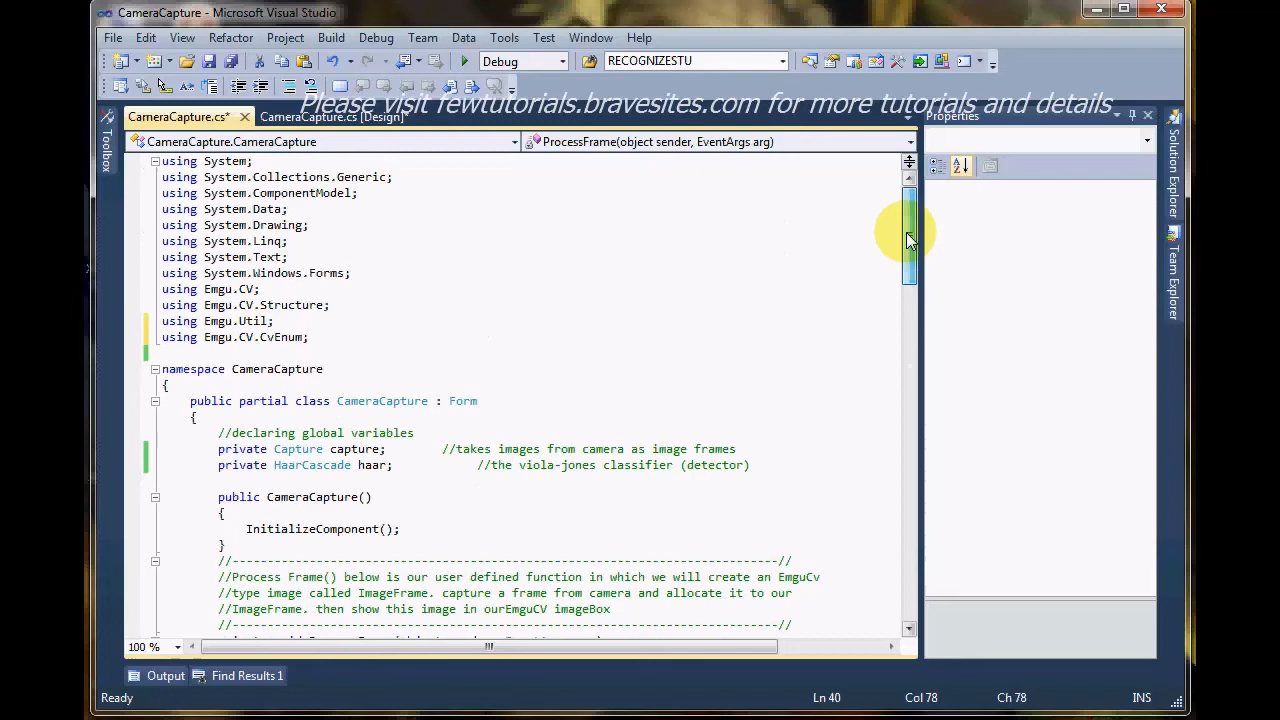 CameraCapture - Microsoft Visual Studio
File Edit View Refactor Project Build Debug Team Data Tools Test Window Help
Debug RECOGNIZESTU
Please visit fewtutorials.bravesites.com for more tutorials and details
CameraCapture.cs* CameraCapture.cs [Design]* Properties
CameraCapture.CameraCapture ProcessFrame(object sender, EventArgs arg)
Toolbox
Solution Explorer
Team Explorer
using System;
using System.Collections.Generic;
using System.ComponentModel;
using System.Data;
using System.Drawing;
using System.Linq;
using System.Text;
using System.Windows.Forms;
using Emgu.CV;
using Emgu.CV.Structure;
using Emgu.Util;
using Emgu.CV.CvEnum;
namespace CameraCapture
{
public partial class CameraCapture : Form
{
//declaring global variables
private Capture capture; //takes images from camera as image frames
private HaarCascade haar; //the viola-jones classifier (detector)
public CameraCapture()
{
InitializeComponent();
}
//------------------------------------------------------------------------------//
//Process Frame() below is our user defined function in which we will create an EmguCv
//type image called ImageFrame. capture a frame from camera and allocate it to our
//ImageFrame. then show this image in ourEmguCV imageBox
//------------------------------------------------------------------------------//
100 %
Output Find Results 1
Ready Ln 40 Col 78 Ch 78 INS